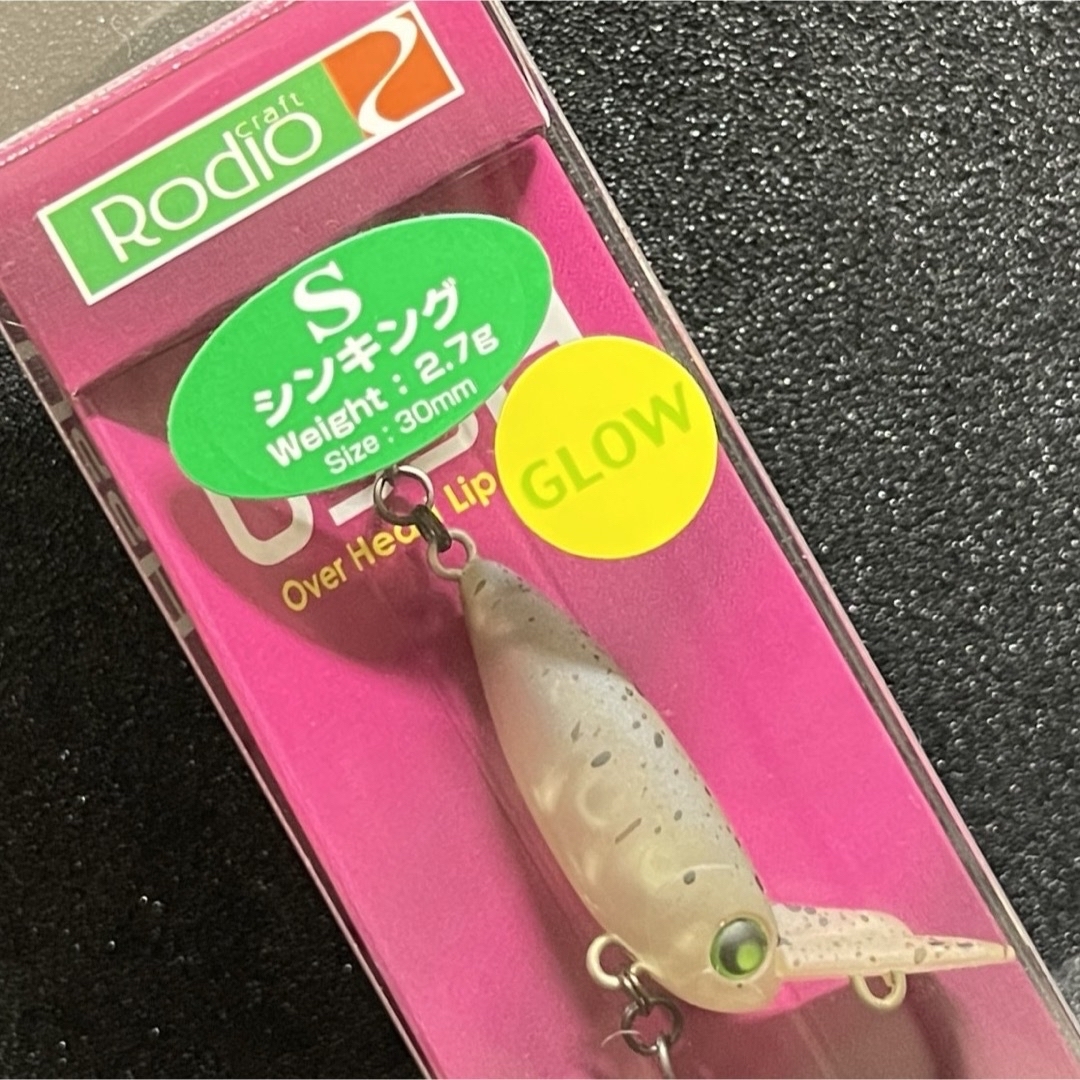 Rodio
craft
S
シンキング
Weight : 2.7g
Size : 30mm
GLOW
Over Head Lip